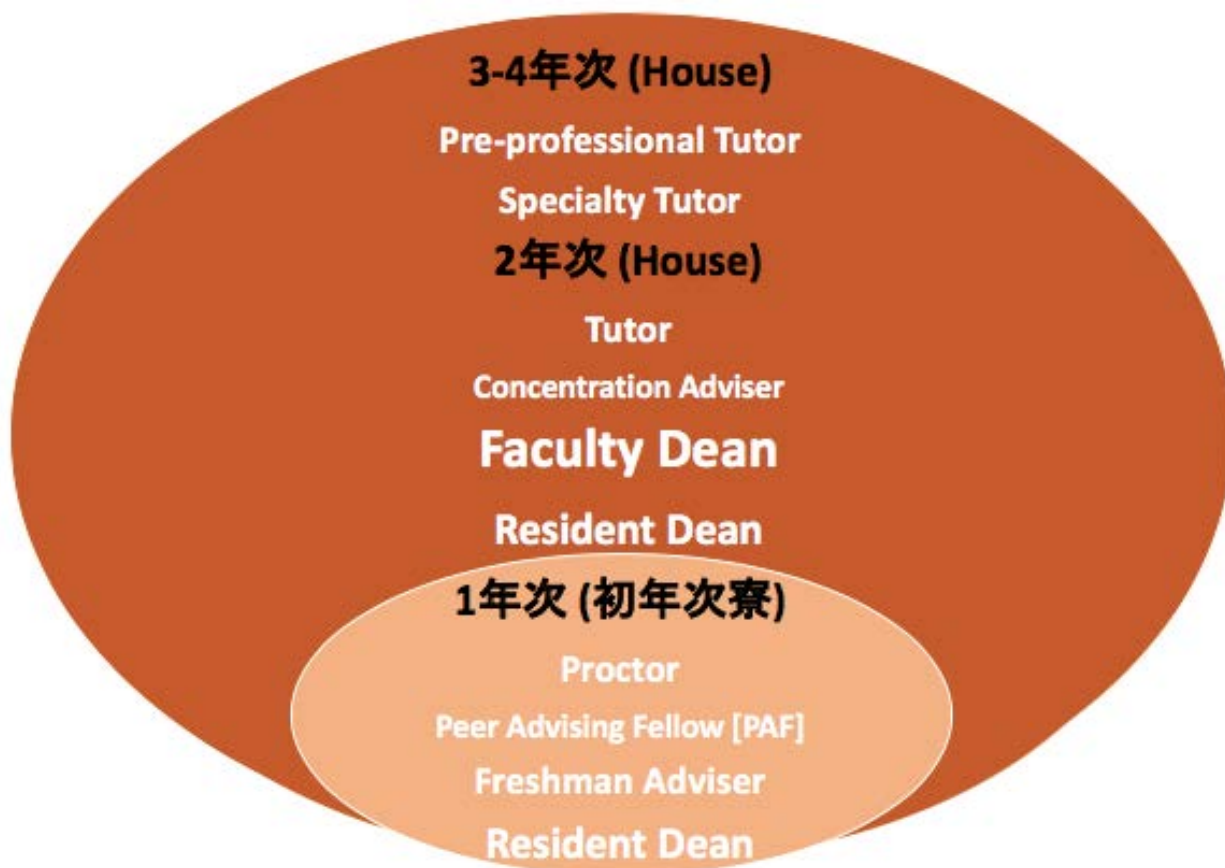 3-4年次 (House)
Pre-professional Tutor
Specialty Tutor
2年次 (House)
Tutor
Concentration Adviser
Faculty Dean
Resident Dean
1年次 (初年次寮)
Proctor
Peer Advising Fellow [PAF]
Freshman Adviser
Resident Dean